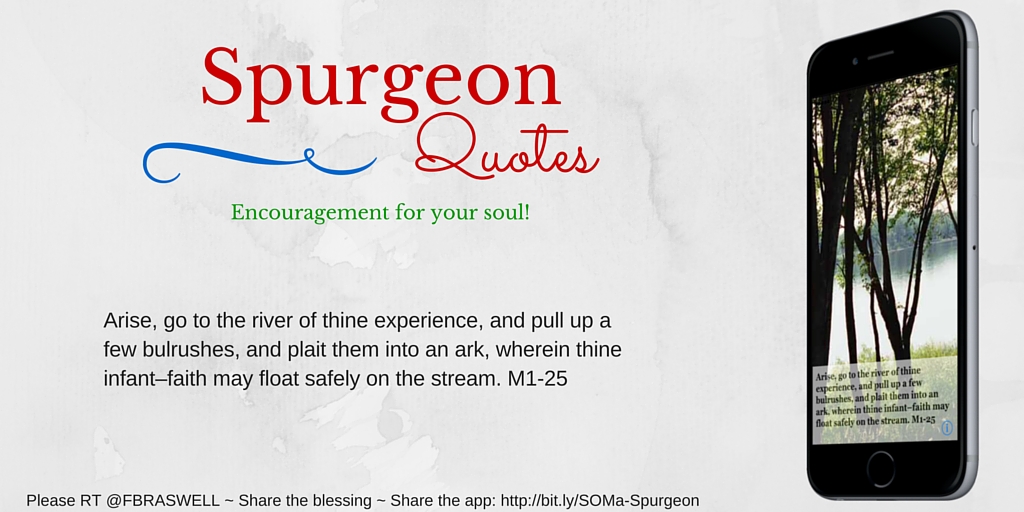 Spurgeon
Quotes
Encouragement for your soul!
Arise, go to the river of thine experience, and pull up a
few bulrushes, and plait them into an ark, wherein thine
infant–faith may float safely on the stream. M1-25
Arise, go to the river of thine
experience, and pull up a few
bulrushes, and plait them into an
ark, wherein thine infant–faith may
float safely on the stream. M1-25
Please RT @FBRASWELL ~ Share the blessing ~ Share the app: http://bit.ly/SOMa-Spurgeon